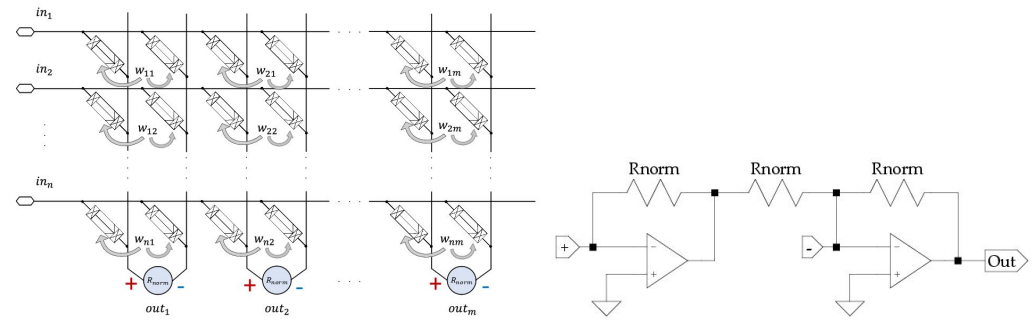 in₁
w₁₁ w₂₁ w₁ₘ
in₂
w₁₂ w₂₂ w₂ₘ
inₙ
wₙ₁ wₙ₂ wₙₘ
+ Rₙₒᵣₘ - + Rₙₒᵣₘ - + Rₙₒᵣₘ -
out₁ out₂ outₘ
Rnorm Rnorm Rnorm
+ - - -
+ + Out